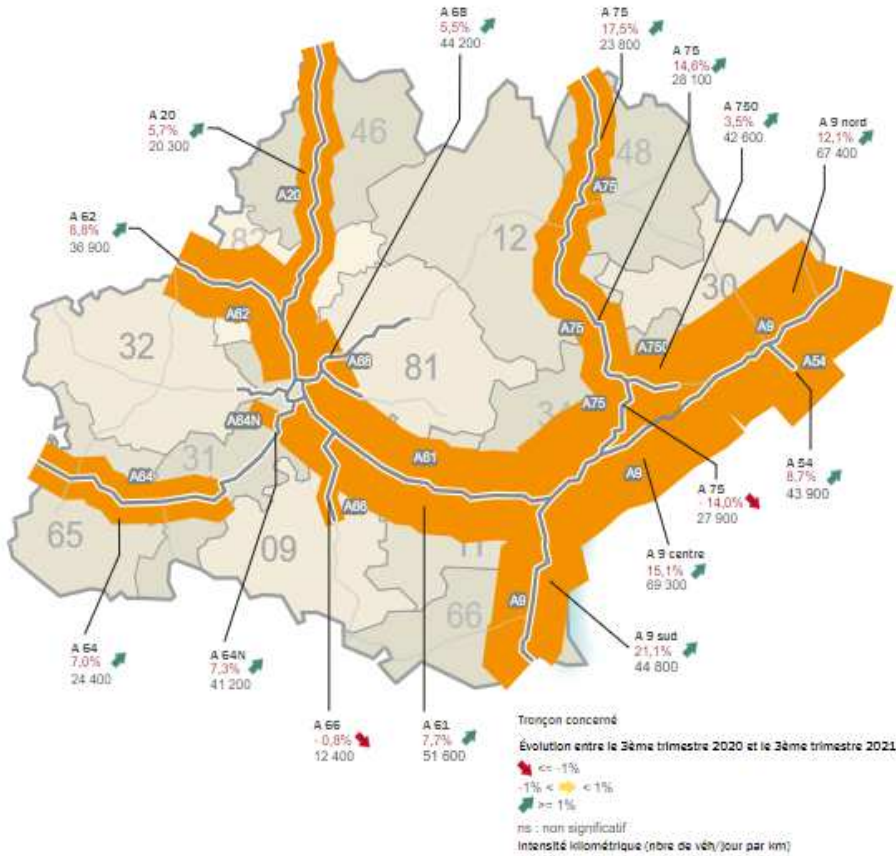 A 68
5,5%
44 200
A 75
17,5%
23 800
A 75
14,6%
28 100
A 750
3,5%
42 600
A 9 nord
12,1%
67 400
A 20
5,7%
20 300
A 62
8,8%
36 900
46
48
A20
A75
12
82
30
A62
A75
A750
A9
32
A68
81
A54
A64N
34
A75
A61
A9
A64
31
A66
65
09
11
66
A9
A 54
8,7%
43 900
A 75
- 14,0%
27 900
A 9 centre
15,1%
69 300
A 9 sud
21,1%
44 800
A 64
7,0%
24 400
A 64N
7,3%
41 200
A 66
- 0,8%
12 400
A 61
7,7%
51 600
Tronçon concerné
Évolution entre le 3ème trimestre 2020 et le 3ème trimestre 2021
<= -1%
-1% < < 1%
>= 1%
ns : non significatif
Intensité kilométrique (nbre de véh/jour par km)